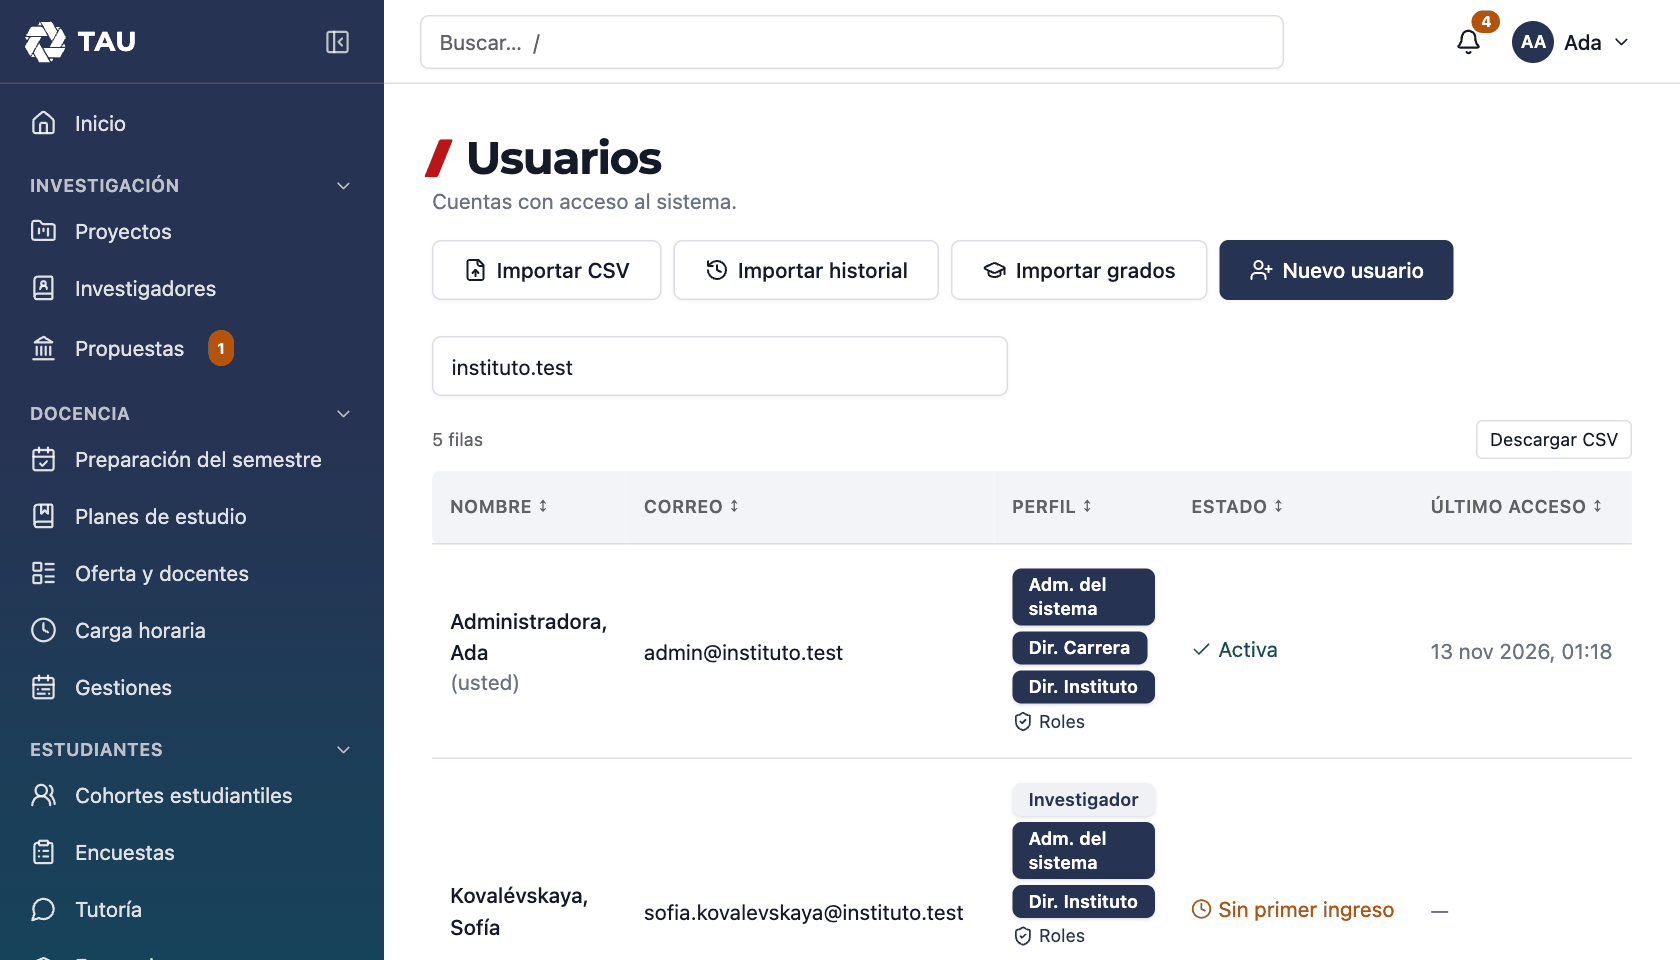 TAU
Buscar... /
4
AA
Ada
Inicio
INVESTIGACIÓN
Proyectos
Investigadores
Propuestas
1
DOCENCIA
Preparación del semestre
Planes de estudio
Oferta y docentes
Carga horaria
Gestiones
ESTUDIANTES
Cohortes estudiantiles
Encuestas
Tutoría
Usuarios
Cuentas con acceso al sistema.
Importar CSV
Importar historial
Importar grados
Nuevo usuario
instituto.test
5 filas
Descargar CSV
NOMBRE
CORREO
PERFIL
ESTADO
ÚLTIMO ACCESO
Administradora,
Ada
(usted)
admin@instituto.test
Adm. del
sistema
Dir. Carrera
Dir. Instituto
Roles
Activa
13 nov 2026, 01:18
Kovalévskaya,
Sofía
sofia.kovalevskaya@instituto.test
Investigador
Adm. del
sistema
Dir. Instituto
Roles
Sin primer ingreso
—